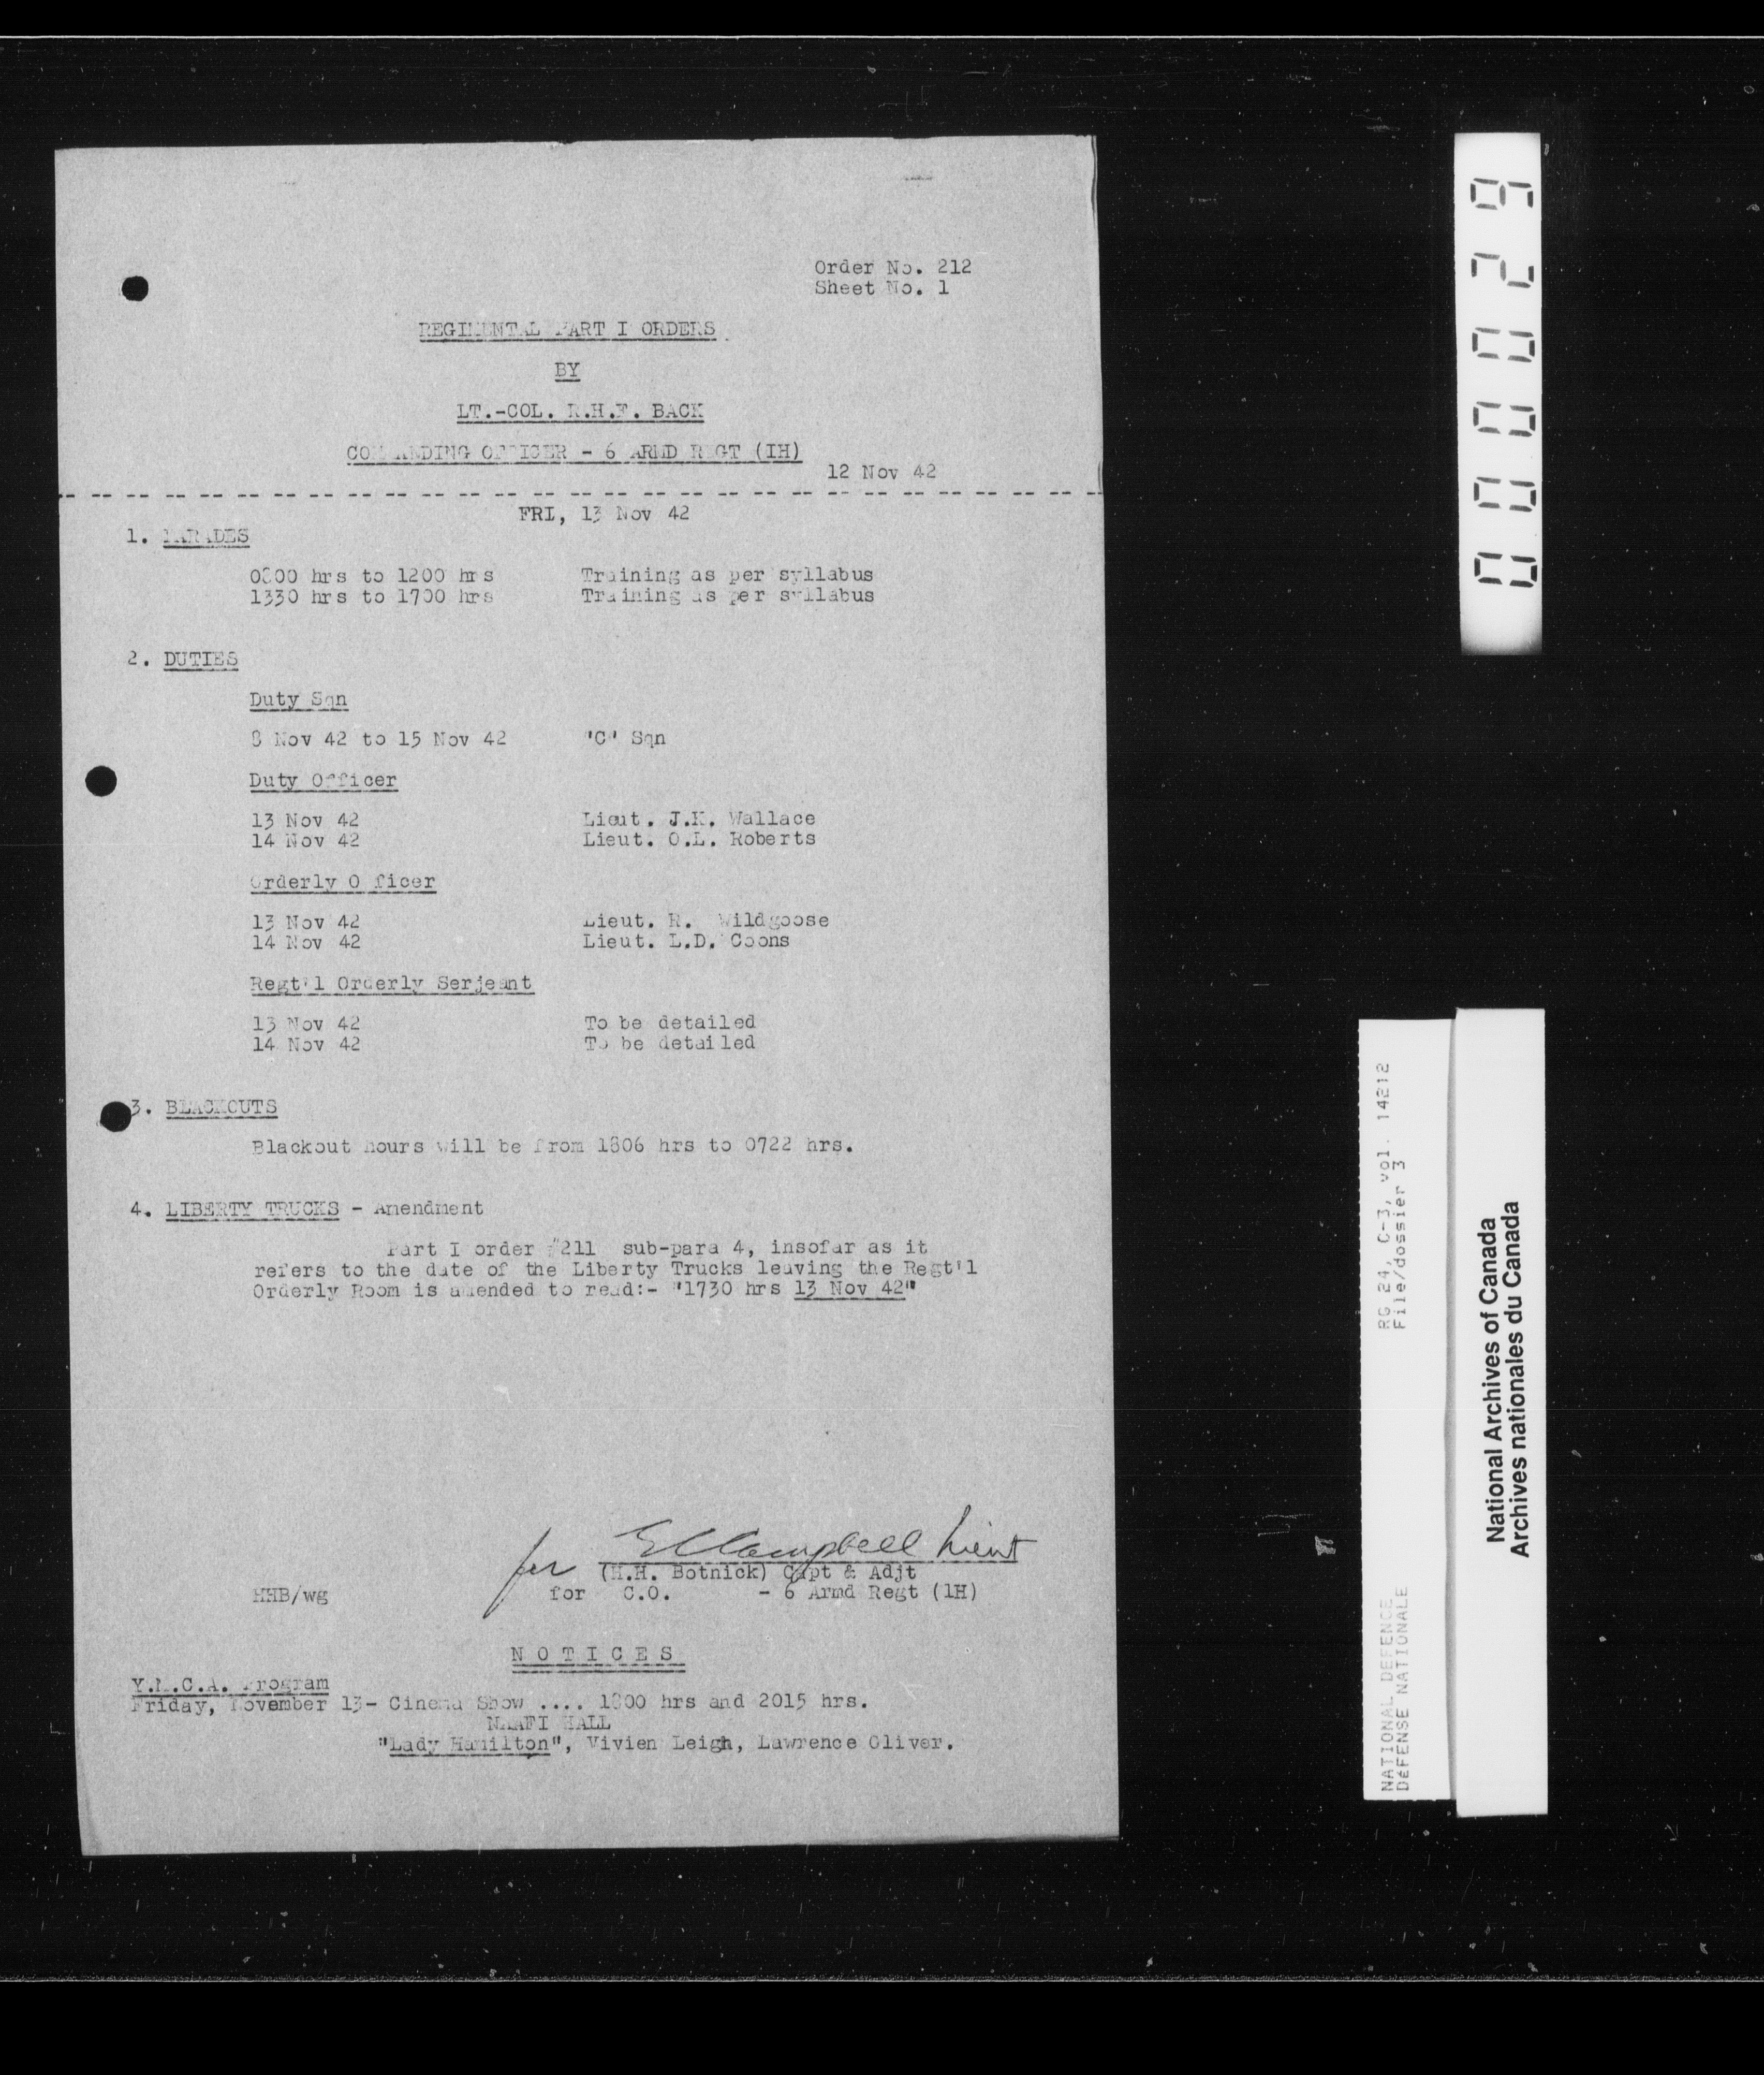 Order No. 212
Sheet No. 1
REGIMENTAL PART I ORDERS
BY
LT.-COL. R.H.F. BACK
COMMANDING OFFICER - 6 ARMD REGT (IH)
12 Nov 42
FRI, 13 Nov 42
1. PARADES
0800 hrs to 1200 hrs Training as per syllabus
1330 hrs to 1700 hrs Training as per syllabus
2. DUTIES
Duty Sqn
8 Nov 42 to 15 Nov 42 "C" Sqn
Duty Officer
13 Nov 42 Lieut. J.K. Wallace
14 Nov 42 Lieut. O.L. Roberts
Orderly Officer
13 Nov 42 Lieut. R. Wildgoose
14 Nov 42 Lieut. L.D. Coons
Regt'l Orderly Serjeant
13 Nov 42 To be detailed
14 Nov 42 To be detailed
3. BLACKOUTS
Blackout hours will be from 1806 hrs to 0722 hrs.
4. LIBERTY TRUCKS - Amendment
Part I order #211 sub-para 4, insofar as it
refers to the date of the Liberty Trucks leaving the Regt'l
Orderly Room is amended to read:- "1730 hrs 13 Nov 42"
for E C Campbell Lieut
(H.H. Botnick) Capt & Adjt
HHB/wg for C.O. - 6 Armd Regt (1H)
NOTICES
Y.M.C.A. Program
Friday, November 13- Cinema Show .... 1800 hrs and 2015 hrs.
NAAFI HALL
"Lady Hamilton", Vivien Leigh, Lawrence Oliver.
000029
RG 24, C-3, vol. 14212
File/dossier 3
NATIONAL DEFENCE
DÉFENSE NATIONALE
National Archives of Canada
Archives nationales du Canada